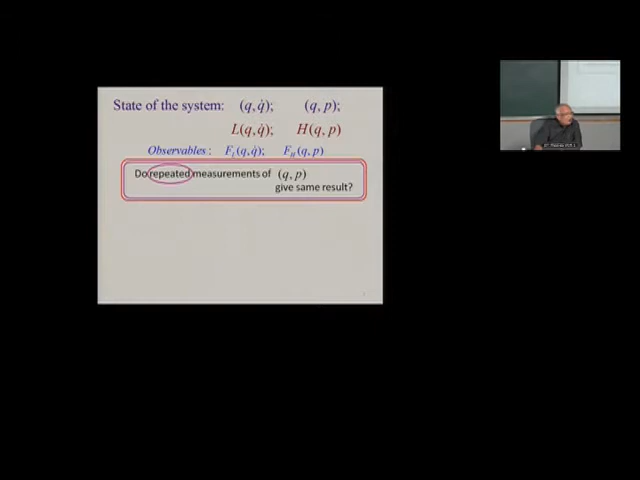 State of the system: (q, q̇); (q, p);
L(q, q̇); H(q, p)
Observables: F_L(q, q̇); F_H(q, p)
Do repeated measurements of (q, p)
give same result?